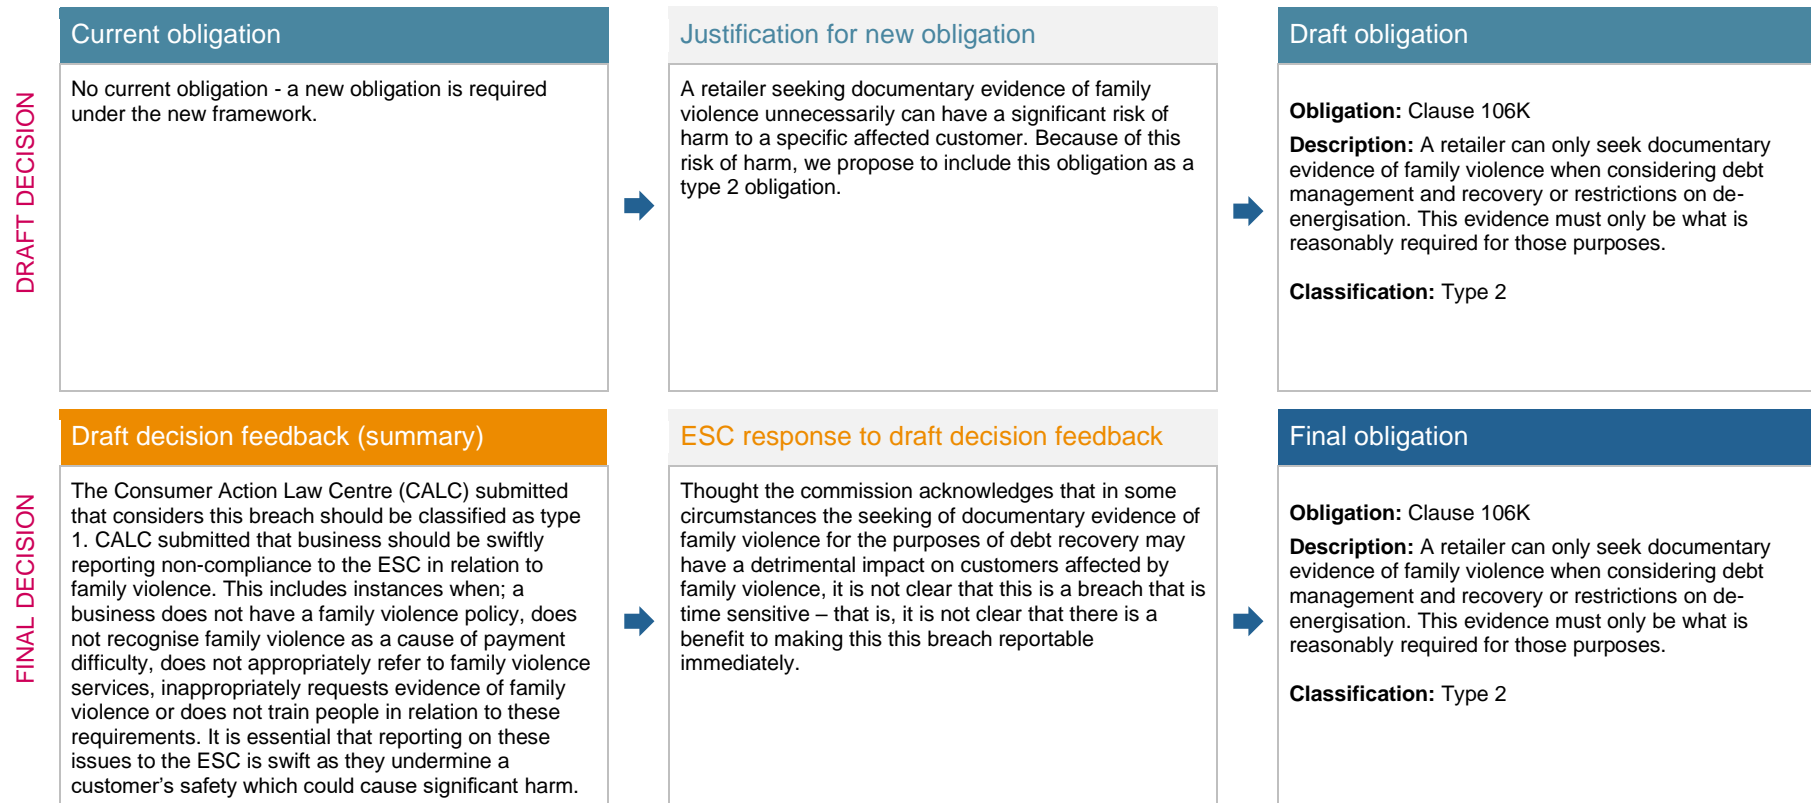 DRAFT DECISION
Current obligation
No current obligation - a new obligation is required
under the new framework.
Justification for new obligation
A retailer seeking documentary evidence of family
violence unnecessarily can have a significant risk of
harm to a specific affected customer. Because of this
risk of harm, we propose to include this obligation as a
type 2 obligation.
Draft obligation
Obligation: Clause 106K
Description: A retailer can only seek documentary
evidence of family violence when considering debt
management and recovery or restrictions on de-
energisation. This evidence must only be what is
reasonably required for those purposes.
Classification: Type 2
FINAL DECISION
Draft decision feedback (summary)
The Consumer Action Law Centre (CALC) submitted
that considers this breach should be classified as type
1. CALC submitted that business should be swiftly
reporting non-compliance to the ESC in relation to
family violence. This includes instances when; a
business does not have a family violence policy, does
not recognise family violence as a cause of payment
difficulty, does not appropriately refer to family violence
services, inappropriately requests evidence of family
violence or does not train people in relation to these
requirements. It is essential that reporting on these
issues to the ESC is swift as they undermine a
customer's safety which could cause significant harm.
ESC response to draft decision feedback
Thought the commission acknowledges that in some
circumstances the seeking of documentary evidence of
family violence for the purposes of debt recovery may
have a detrimental impact on customers affected by
family violence, it is not clear that this is a breach that is
time sensitive – that is, it is not clear that there is a
benefit to making this this breach reportable
immediately.
Final obligation
Obligation: Clause 106K
Description: A retailer can only seek documentary
evidence of family violence when considering debt
management and recovery or restrictions on de-
energisation. This evidence must only be what is
reasonably required for those purposes.
Classification: Type 2